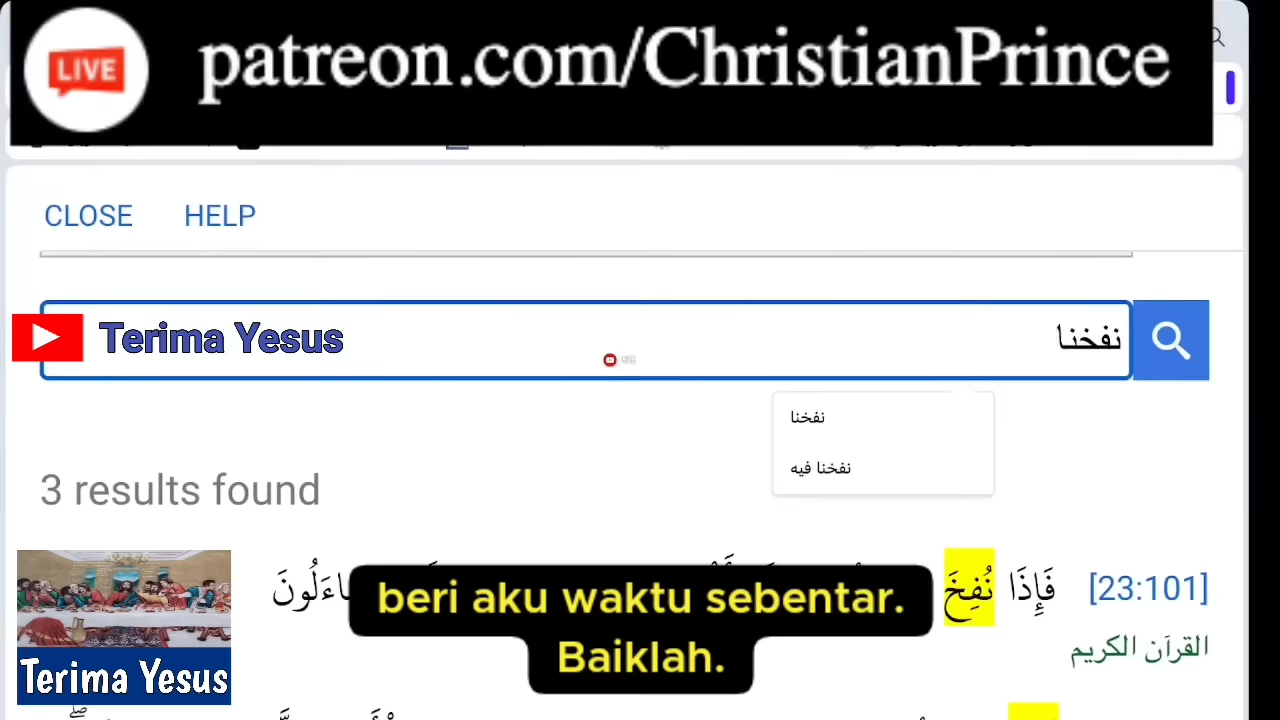 LIVE
patreon.com/ChristianPrince
CLOSE HELP
Terima Yesus
نفخنا
نفخنا
نفخنا فيه
3 results found
[23:101] فَإِذَا نُفِخَ
القرآن الكريم
beri aku waktu sebentar.
Baiklah.
Terima Yesus